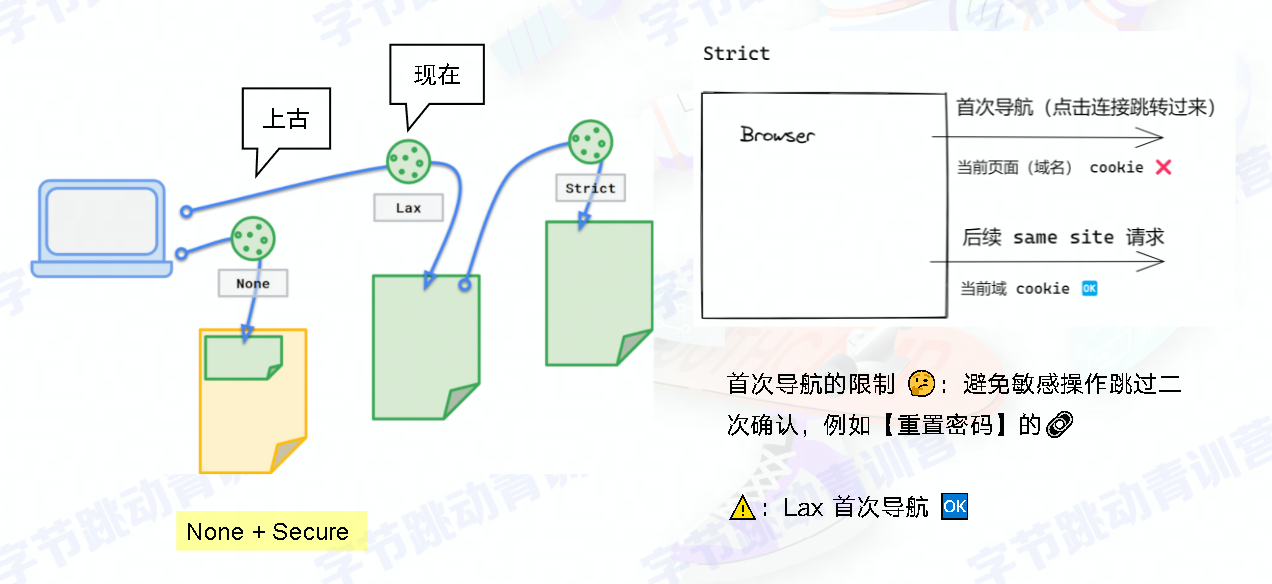 上古
现在
Lax
None
Strict
None + Secure
Strict
Browser
首次导航（点击连接跳转过来）
当前页面（域名） cookie ❌
后续 same site 请求
当前域 cookie 🆗
首次导航的限制 🤔：避免敏感操作跳过二
次确认，例如【重置密码】的🔗
⚠️：Lax 首次导航 🆗
字节跳动青训营